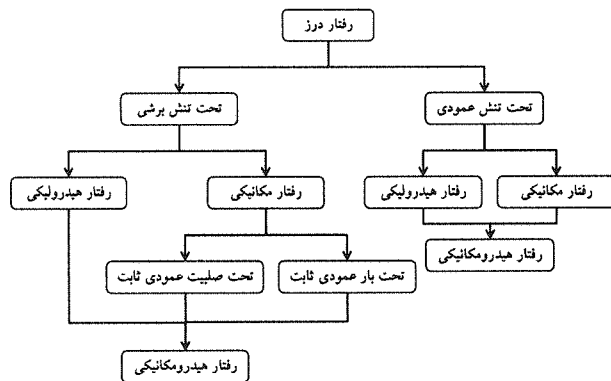 رفتار درز
تحت تنش عمودی
تحت تنش برشی
رفتار مکانیکی
رفتار هیدرولیکی
رفتار مکانیکی
رفتار هیدرولیکی
رفتار هیدرومکانیکی
تحت بار عمودی ثابت
تحت صلبیت عمودی ثابت
رفتار هیدرومکانیکی